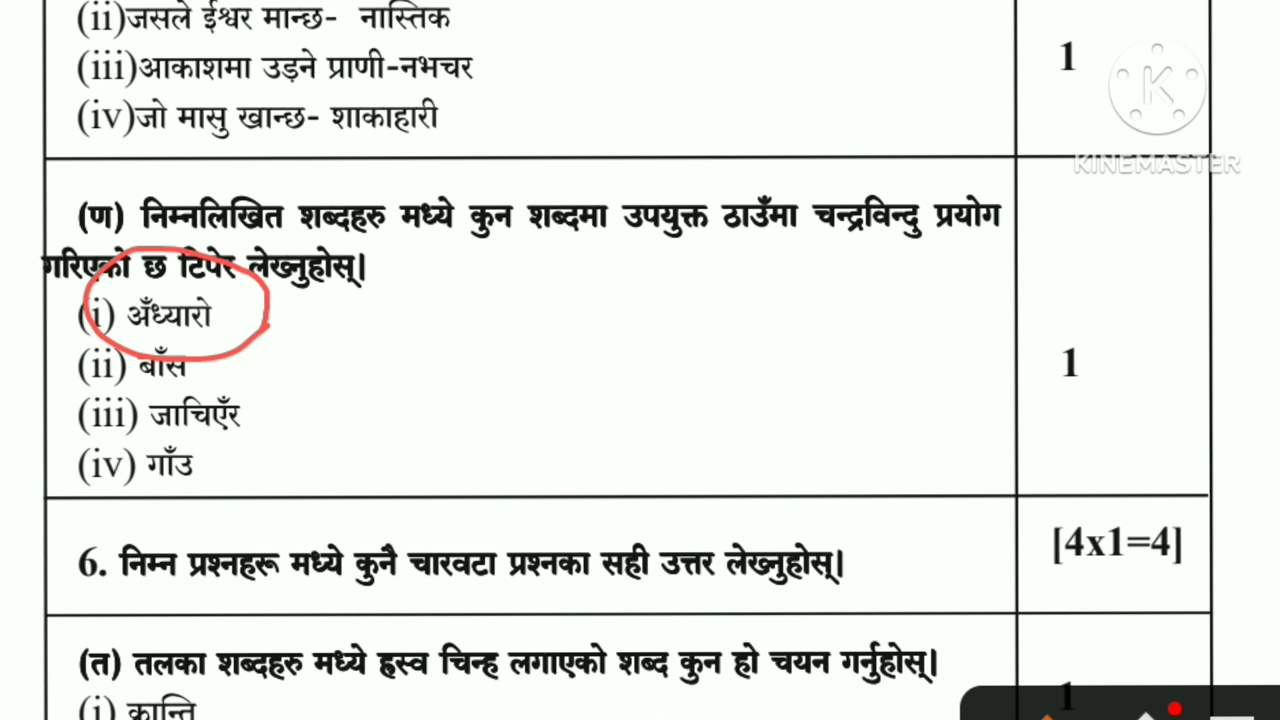 (ii)जसले ईश्वर मान्छ- नास्तिक
(iii)आकाशमा उड़ने प्राणी-नभचर
1
(iv)जो मासु खान्छ- शाकाहारी
K
KINEMASTER
(ण) निम्नलिखित शब्दहरु मध्ये कुन शब्दमा उपयुक्त ठाउँमा चन्द्रविन्दु प्रयोग
गरिएको छ टिपेर लेख्नुहोस्।
(i) अँध्यारो
(ii) बाँस
1
(iii) जाचिएँर
(iv) गाँउ
6. निम्न प्रश्नहरू मध्ये कुनै चारवटा प्रश्नका सही उत्तर लेख्नुहोस्।
[4x1=4]
(त) तलका शब्दहरु मध्ये ह्रस्व चिन्ह लगाएको शब्द कुन हो चयन गर्नुहोस्।
1
(i) क्रान्ति